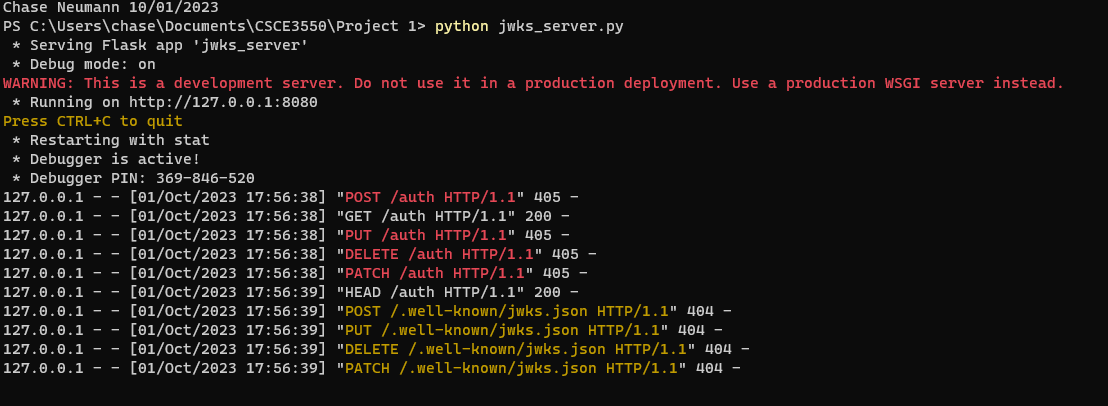 Chase Neumann 10/01/2023
PS C:\Users\chase\Documents\CSCE3550\Project 1> python jwks_server.py
 * Serving Flask app 'jwks_server'
 * Debug mode: on
WARNING: This is a development server. Do not use it in a production deployment. Use a production WSGI server instead.
 * Running on http://127.0.0.1:8080
Press CTRL+C to quit
 * Restarting with stat
 * Debugger is active!
 * Debugger PIN: 369-846-520
127.0.0.1 - - [01/Oct/2023 17:56:38] "POST /auth HTTP/1.1" 405 -
127.0.0.1 - - [01/Oct/2023 17:56:38] "GET /auth HTTP/1.1" 200 -
127.0.0.1 - - [01/Oct/2023 17:56:38] "PUT /auth HTTP/1.1" 405 -
127.0.0.1 - - [01/Oct/2023 17:56:38] "DELETE /auth HTTP/1.1" 405 -
127.0.0.1 - - [01/Oct/2023 17:56:38] "PATCH /auth HTTP/1.1" 405 -
127.0.0.1 - - [01/Oct/2023 17:56:39] "HEAD /auth HTTP/1.1" 200 -
127.0.0.1 - - [01/Oct/2023 17:56:39] "POST /.well-known/jwks.json HTTP/1.1" 404 -
127.0.0.1 - - [01/Oct/2023 17:56:39] "PUT /.well-known/jwks.json HTTP/1.1" 404 -
127.0.0.1 - - [01/Oct/2023 17:56:39] "DELETE /.well-known/jwks.json HTTP/1.1" 404 -
127.0.0.1 - - [01/Oct/2023 17:56:39] "PATCH /.well-known/jwks.json HTTP/1.1" 404 -